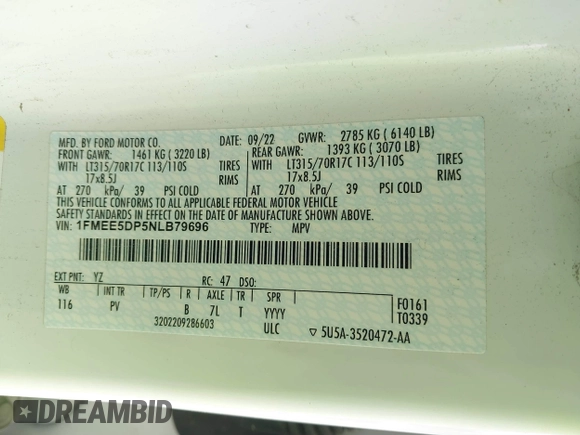 MFD. BY FORD MOTOR CO. DATE: 09/22 GVWR: 2785 KG ( 6140 LB)
FRONT GAWR: 1461 KG ( 3220 LB) REAR GAWR: 1393 KG ( 3070 LB)
WITH LT315/70R17C 113/110S TIRES WITH LT315/70R17C 113/110S TIRES
17x8.5J RIMS 17x8.5J RIMS
AT 270 kPa/ 39 PSI COLD AT 270 kPa/ 39 PSI COLD
THIS VEHICLE CONFORMS TO ALL APPLICABLE FEDERAL MOTOR VEHICLE
SAFETY STANDARDS IN EFFECT ON THE DATE OF MANUFACTURE SHOWN ABOVE.
VIN: 1FMEE5DP5NLB79696 TYPE: MPV
EXT PNT: YZ RC: 47 DSO:
WB INT TR TP/PS R AXLE TR SPR F0161
116 PV B 7L T YYYY T0339
3202209286603 ULC ▽ 5U5A-3520472-AA
DREAMBID